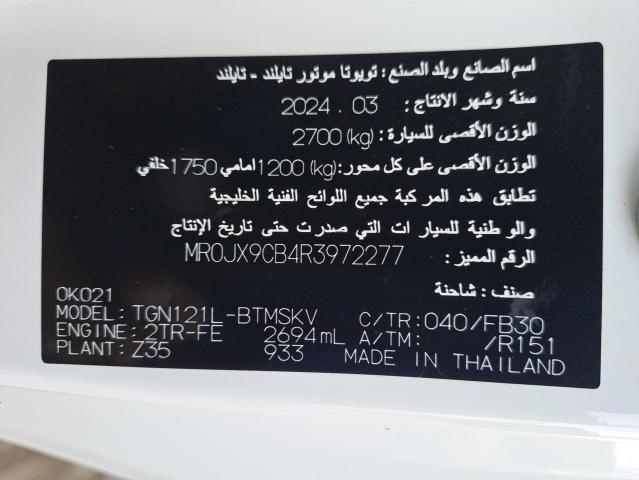 اسم الصانع وبلد الصنع : تويوتا موتور تايلند - تايلند
سنة وشهر الانتاج : 2024 . 03
الوزن الأقصى للسيارة : 2700 (kg)
الوزن الأقصى على كل محور: 1200 (kg) امامي 1750 خلفي
تطابق هذه المركبة جميع اللوائح الفنية الخليجية
والوطنية للسيارات التي صدرت حتى تاريخ الإنتاج
الرقم المميز : MR0JX9CB4R3972277
صنف : شاحنة
0K021
MODEL: TGN121L-BTMSKV C/TR: 040/FB30
ENGINE: 2TR-FE 2694mL A/TM: /R151
PLANT: Z35 933 MADE IN THAILAND